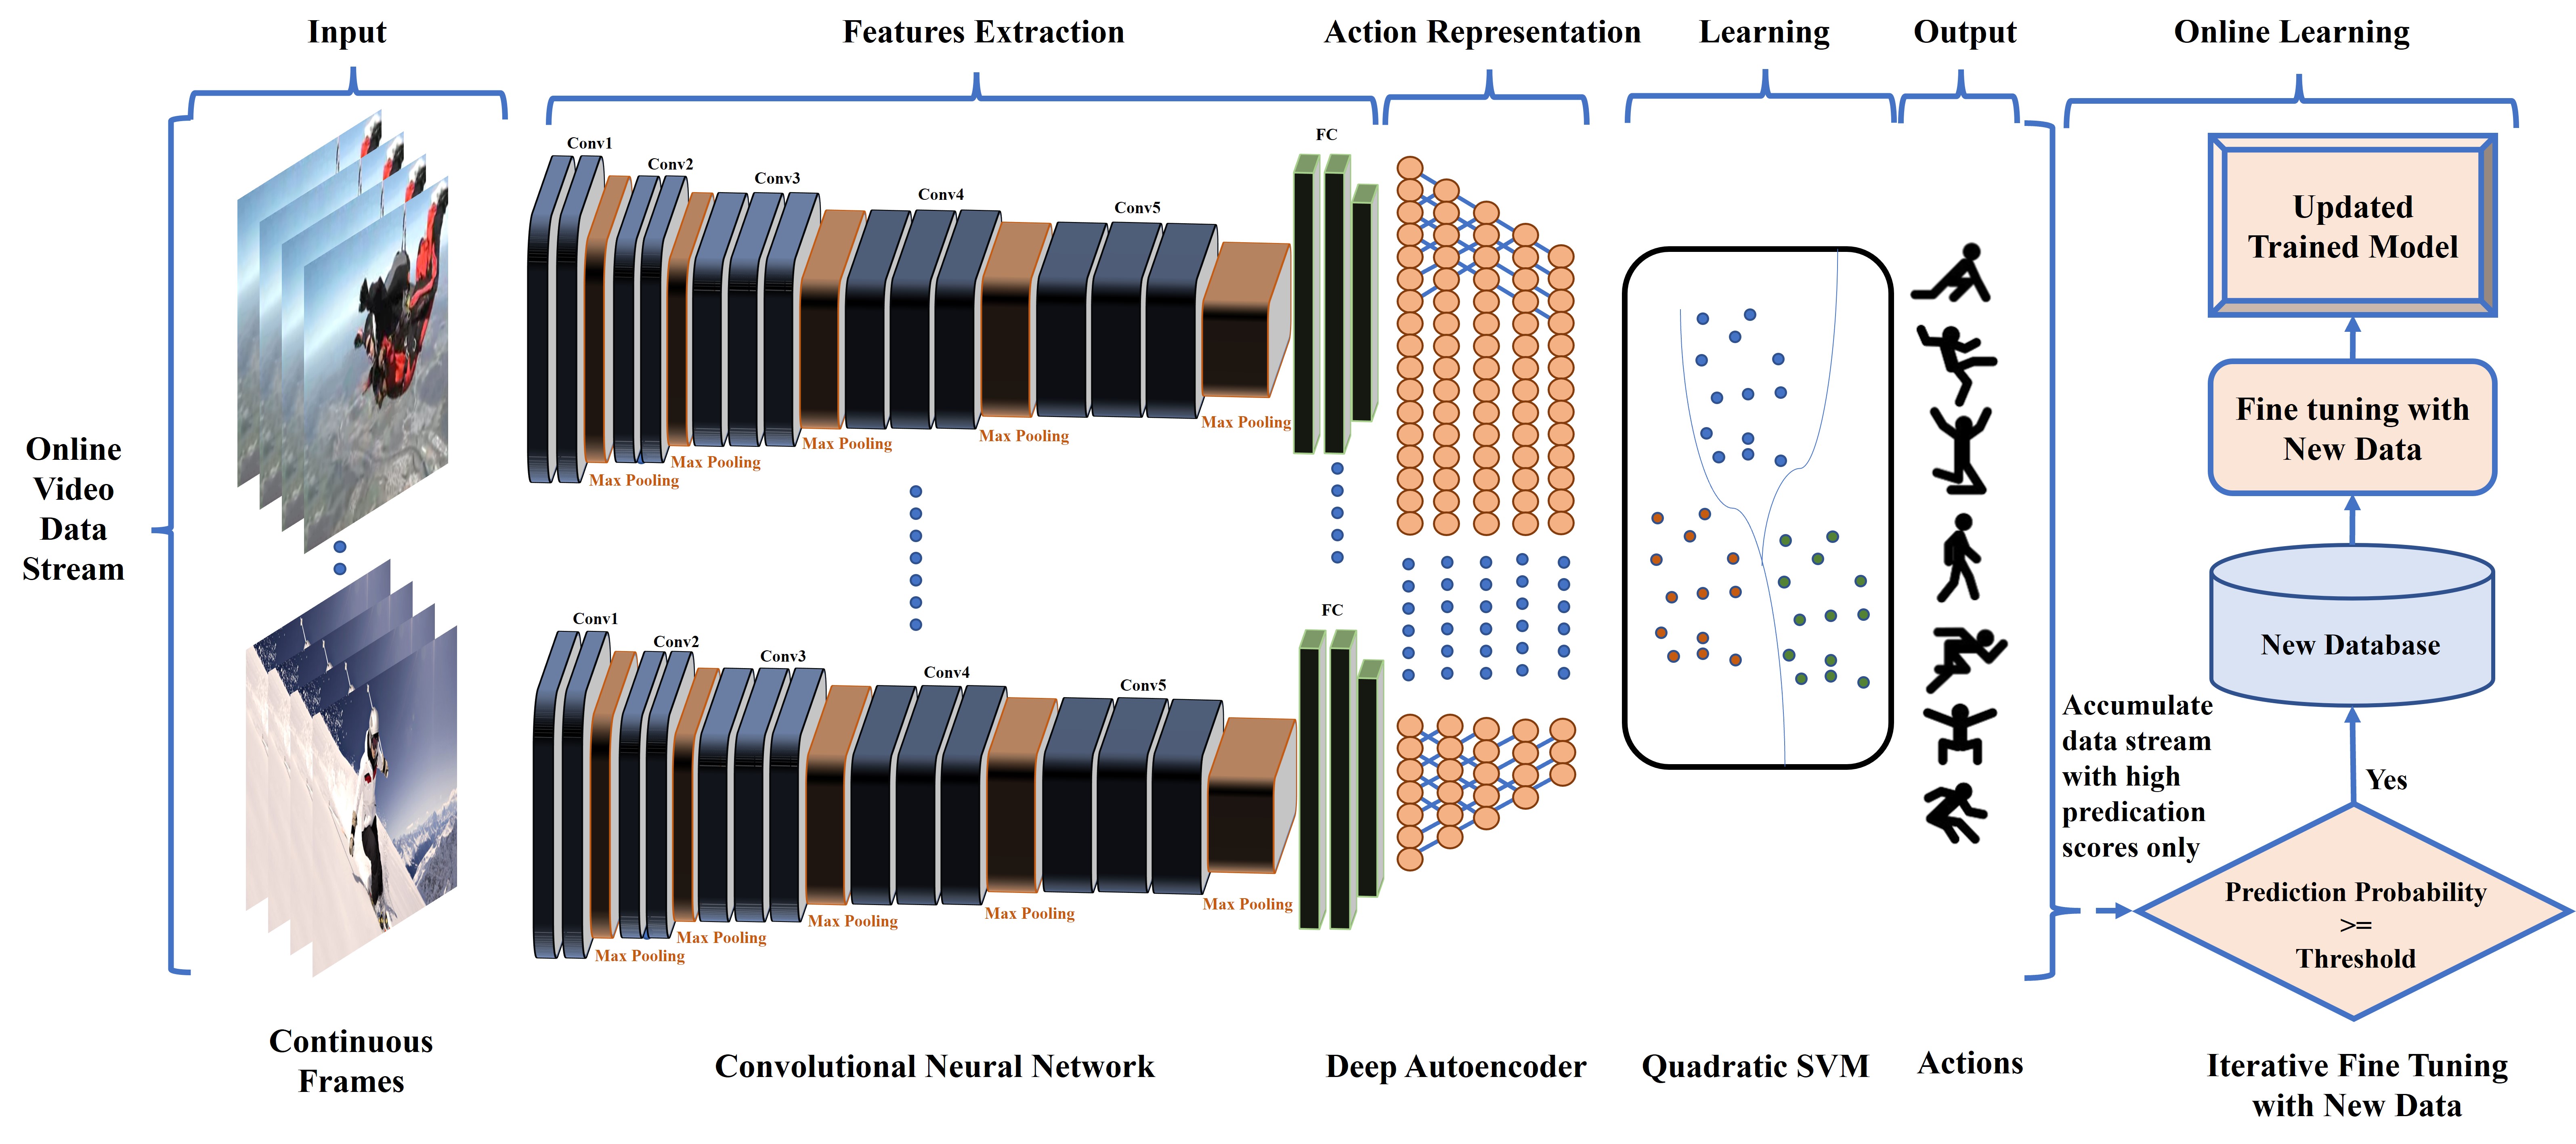 Input
Features Extraction
Action Representation
Learning
Output
Online Learning
Online
Video
Data
Stream
Conv1
Conv2
Conv3
Conv4
Conv5
FC
Max Pooling
Max Pooling
Max Pooling
Max Pooling
Max Pooling
Conv1
Conv2
Conv3
Conv4
Conv5
FC
Max Pooling
Max Pooling
Max Pooling
Max Pooling
Max Pooling
Updated
Trained Model
Fine tuning with
New Data
New Database
Accumulate
data stream
with high
predication
scores only
Yes
Prediction Probability
>=
Threshold
Continuous
Frames
Convolutional Neural Network
Deep Autoencoder
Quadratic SVM
Actions
Iterative Fine Tuning
with New Data